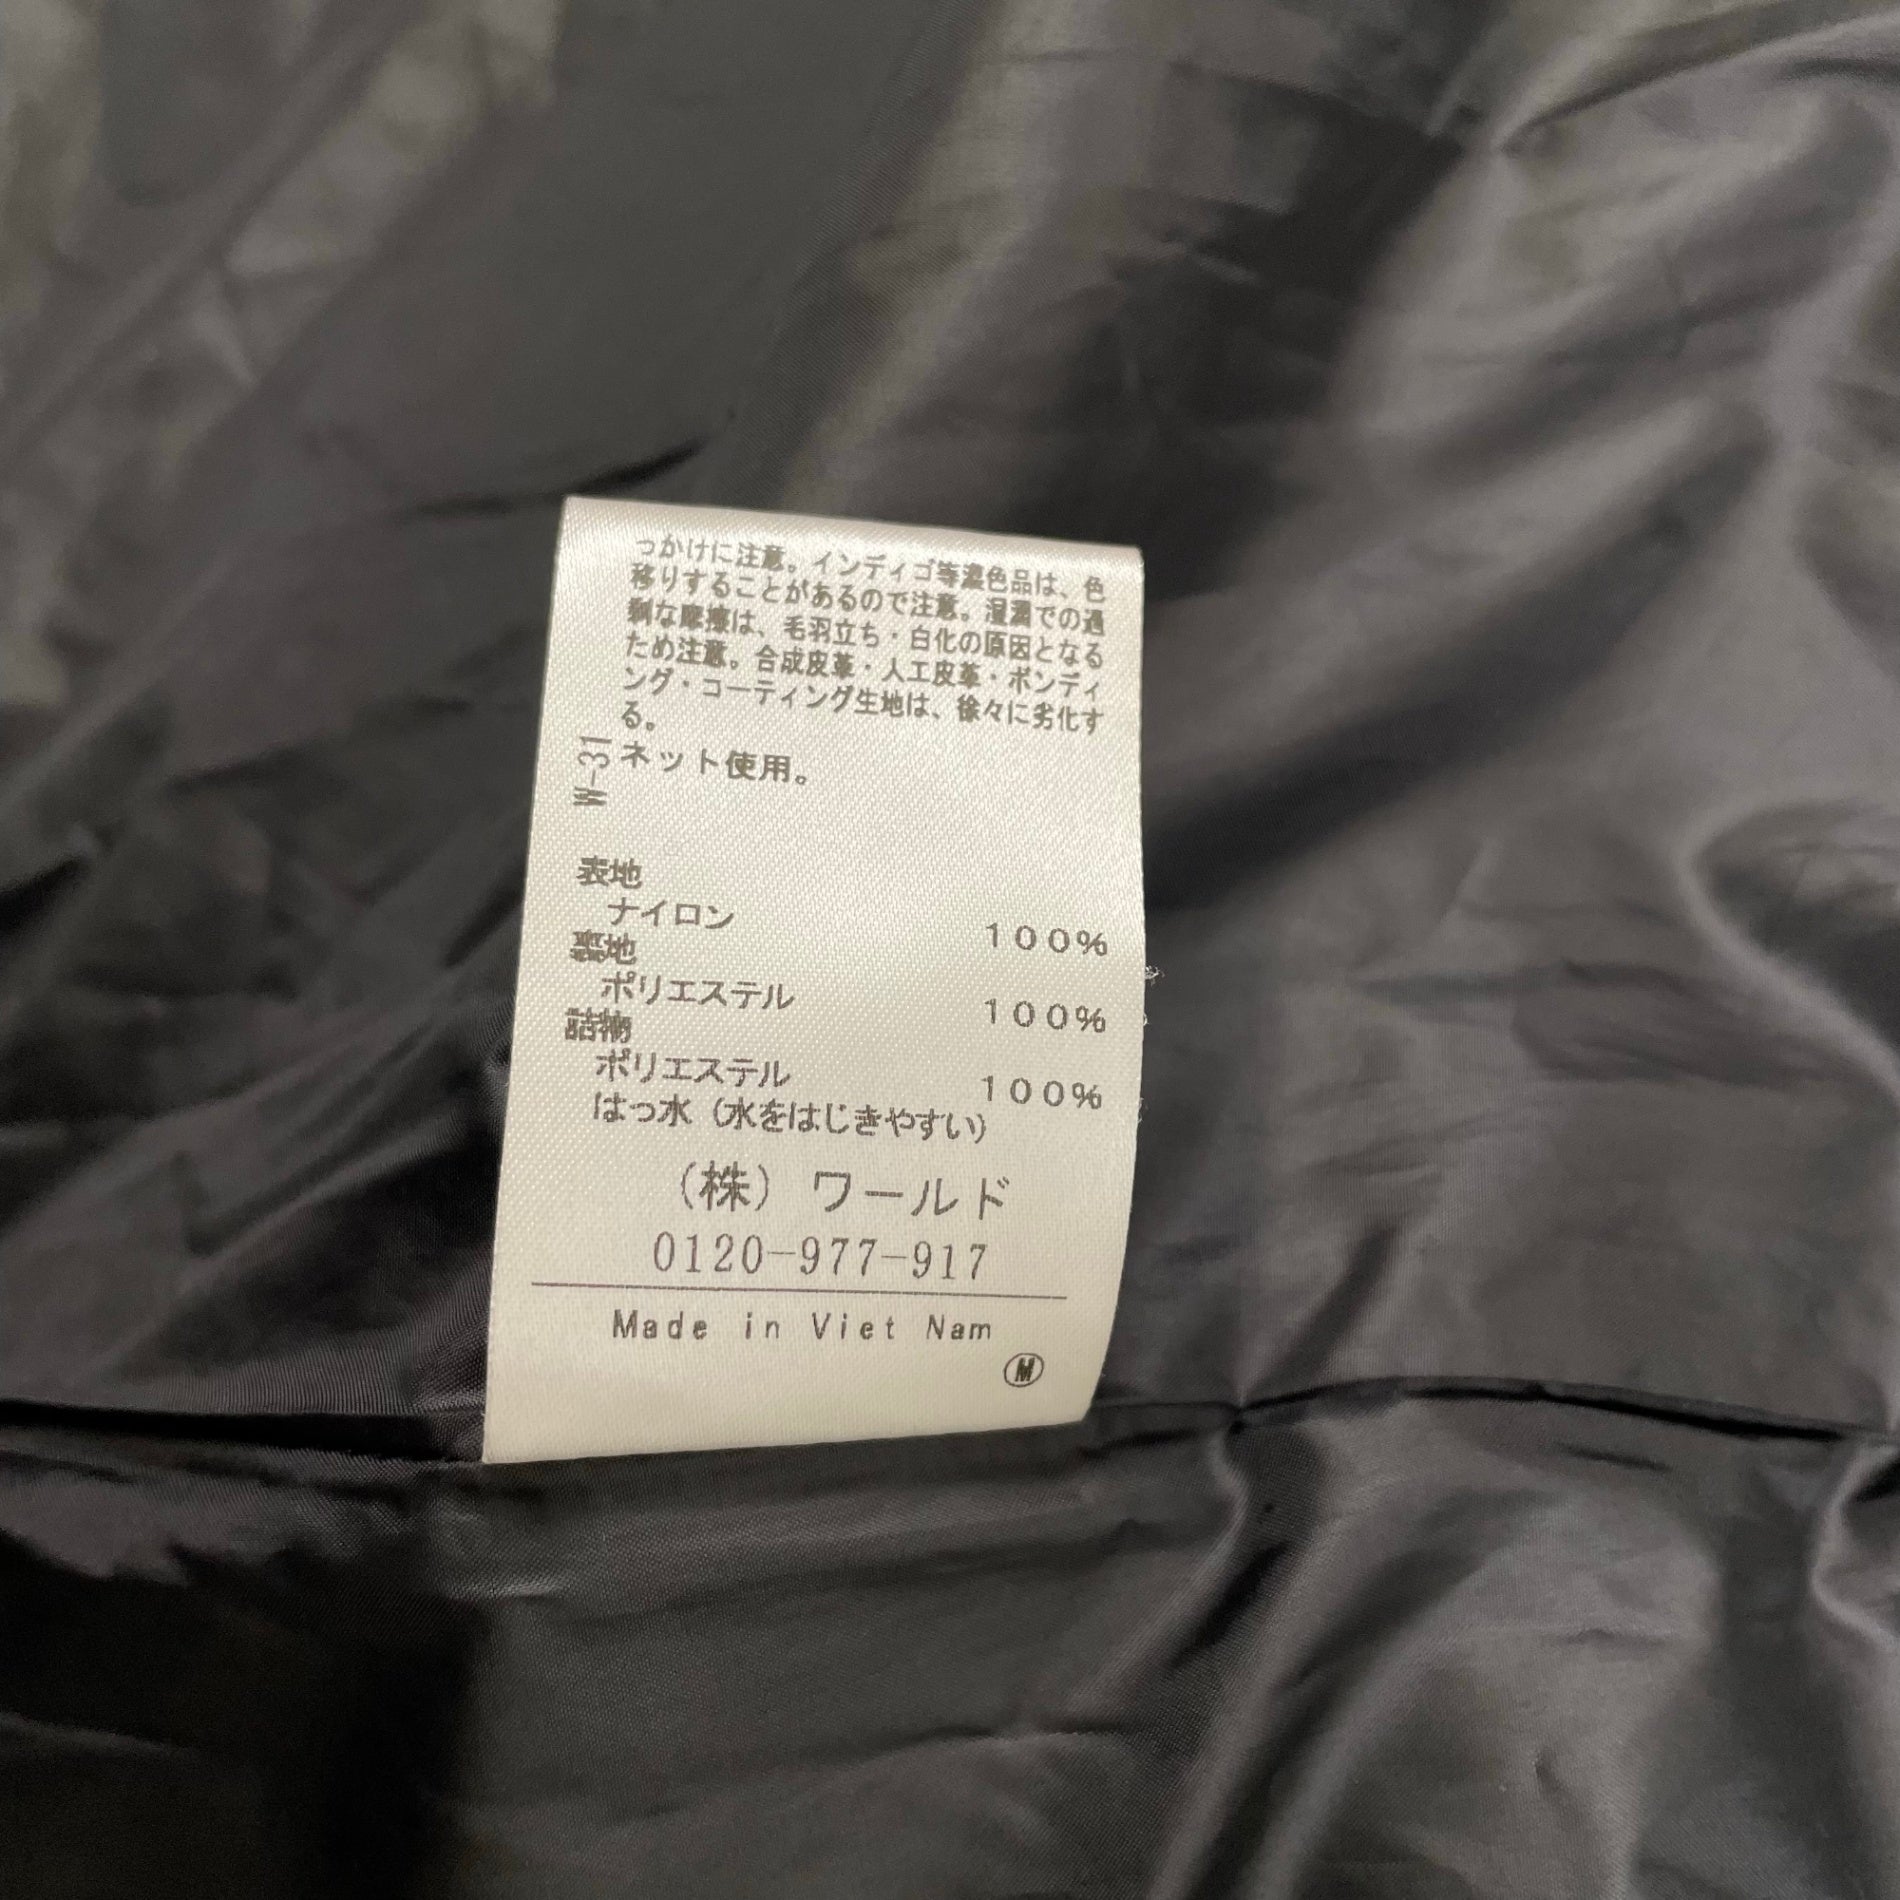 っかけに注意。インディゴ等濃色品は、色
移りすることがあるので注意。湿潤での過
剰な摩擦は、毛羽立ち・白化の原因となる
ため注意。合成皮革・人工皮革・ボンディ
ング・コーティング生地は、徐々に劣化す
る。
W-31
ネット使用。
表地
ナイロン 100%
裏地
ポリエステル 100%
詰物
ポリエステル 100%
はっ水（水をはじきやすい）
（株）ワールド
0120-977-917
Made in Viet Nam
Ⓜ